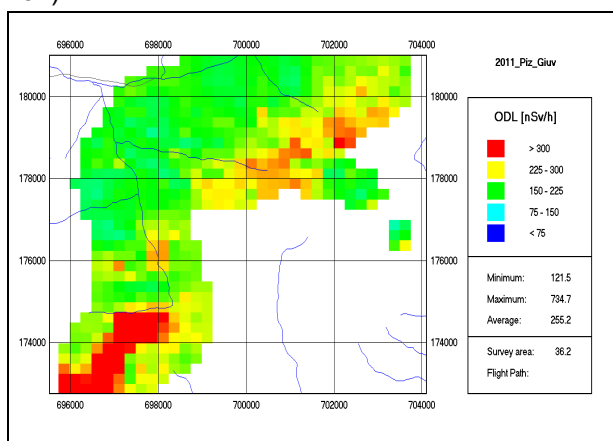 696000 698000 700000 702000 704000
180000 180000
178000 178000
176000 176000
174000 174000
696000 698000 700000 702000 704000
2011_Piz_Giuv
ODL [nSv/h]
> 300
225 - 300
150 - 225
75 - 150
< 75
Minimum: 121.5
Maximum: 734.7
Average: 255.2
Survey area: 36.2
Flight Path: